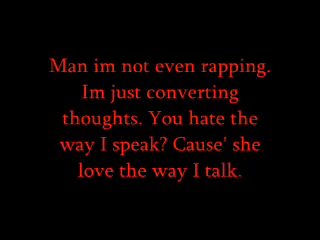 Man im not even rapping.
Im just converting
thoughts. You hate the
way I speak? Cause' she
love the way I talk.